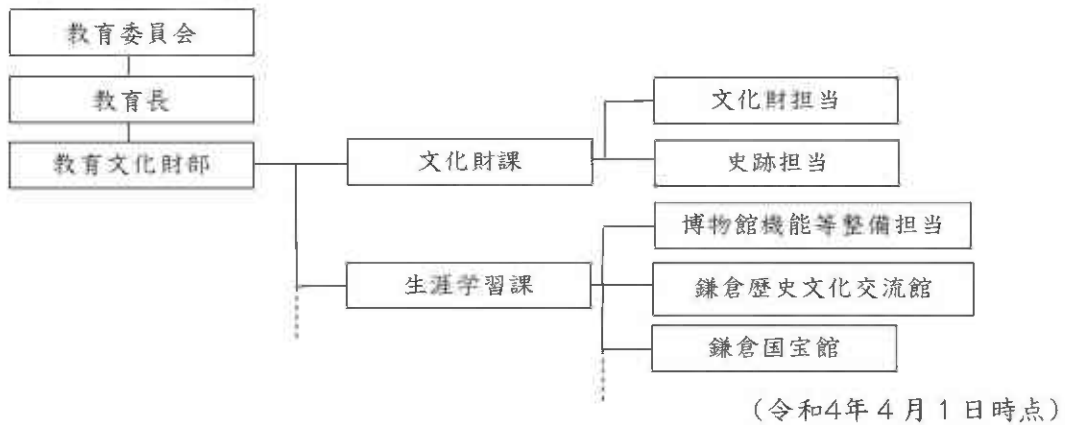 教育委員会
教育長
教育文化財部
文化財課
文化財担当
史跡担当
生涯学習課
博物館機能等整備担当
鎌倉歴史文化交流館
鎌倉国宝館
(令和4年4月1日時点)